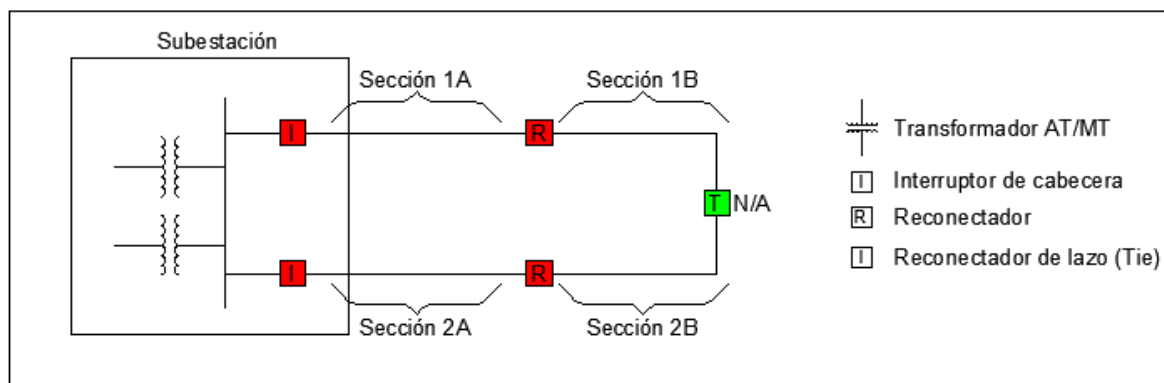 Subestación
Sección 1A
Sección 1B
I
R
Transformador AT/MT
T N/A
I Interruptor de cabecera
R Reconectador
I Reconectador de lazo (Tie)
I
R
Sección 2A
Sección 2B